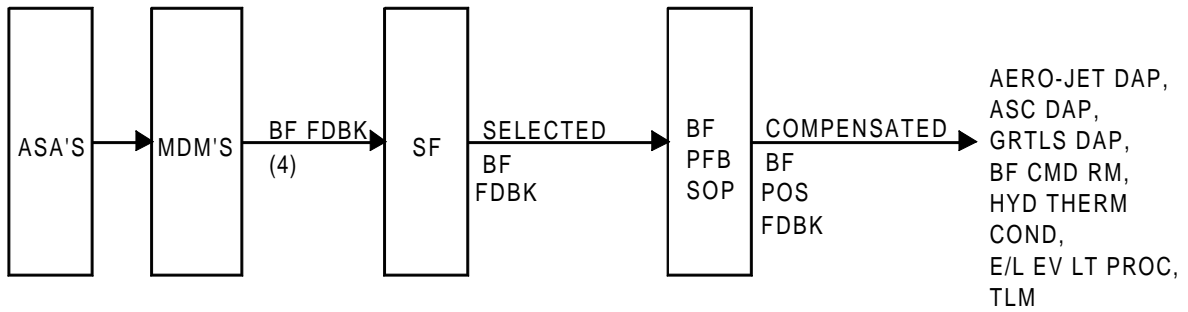 ASA'S
MDM'S
BF FDBK
(4)
SF
SELECTED
BF
FDBK
BF
PFB
SOP
COMPENSATED
BF
POS
FDBK
AERO-JET DAP,
ASC DAP,
GRTLS DAP,
BF CMD RM,
HYD THERM
COND,
E/L EV LT PROC,
TLM